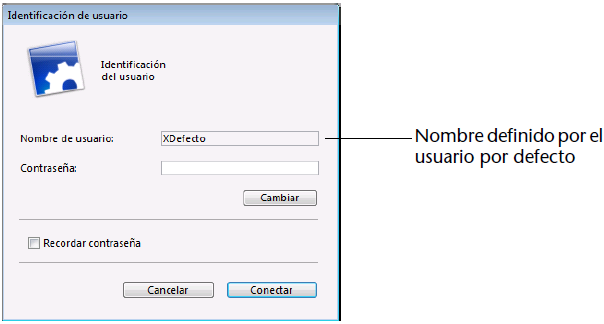 Identificación de usuario
Identificación
del usuario
Nombre de usuario:
XDefecto
Nombre definido por el
usuario por defecto
Contraseña:
Cambiar
Recordar contraseña
Cancelar
Conectar